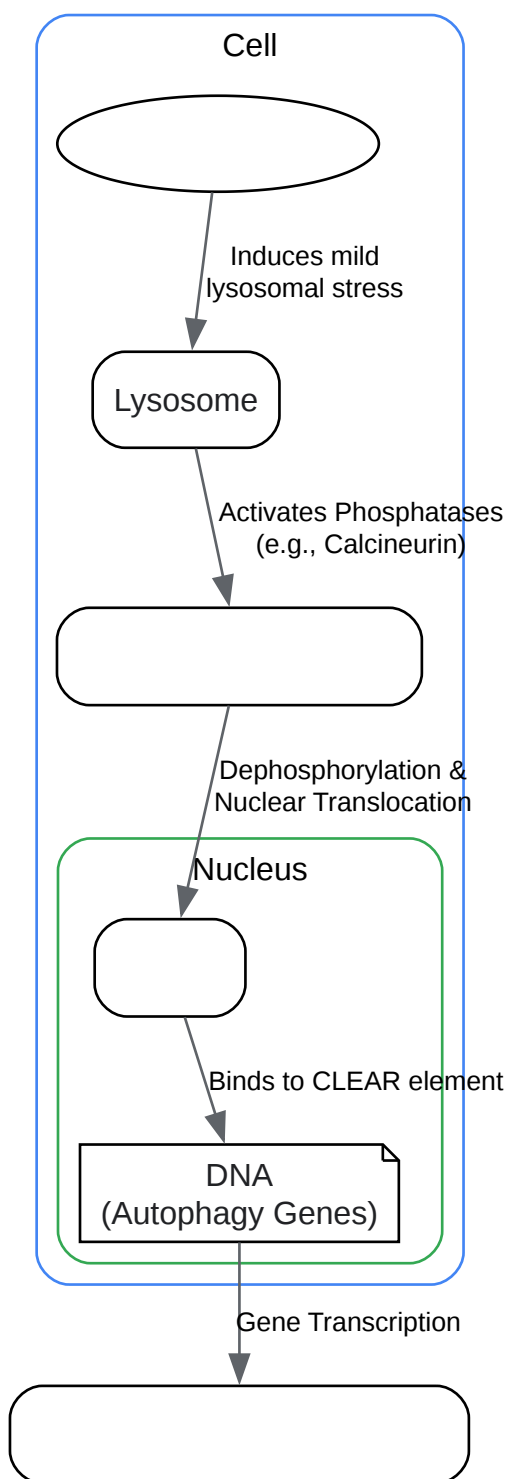 Cell
Induces mild
lysosomal stress
Lysosome
Activates Phosphatases
(e.g., Calcineurin)
Dephosphorylation &
Nuclear Translocation
Nucleus
Binds to CLEAR element
DNA
(Autophagy Genes)
Gene Transcription